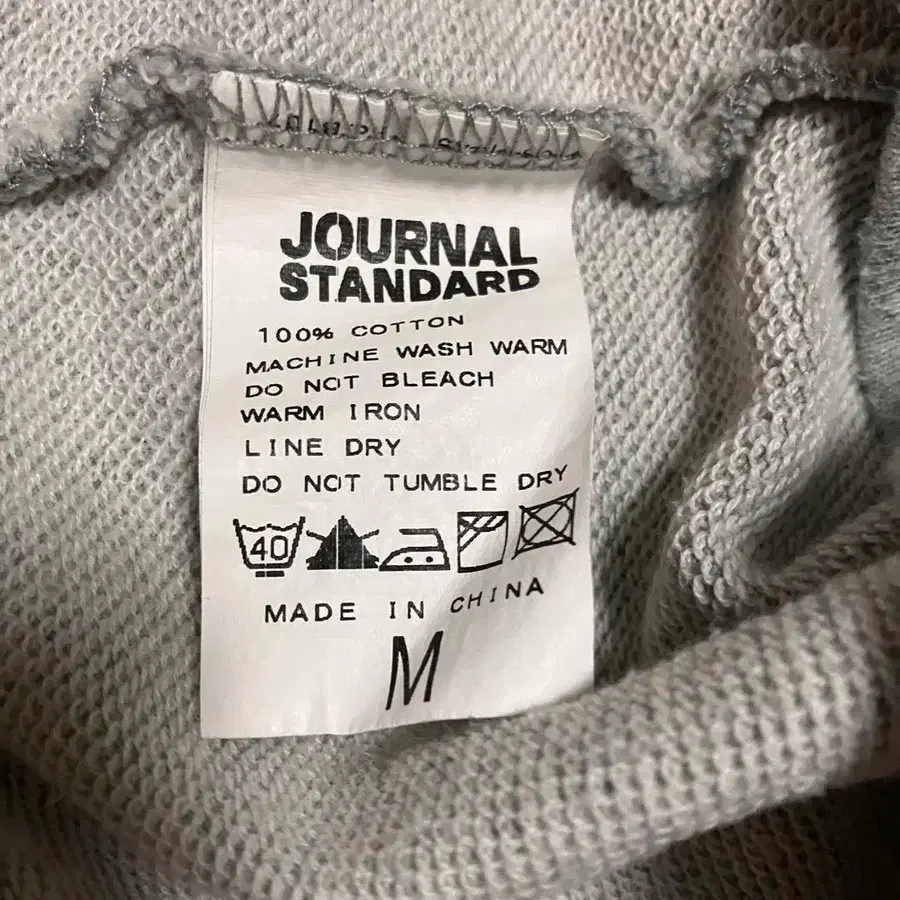 JOURNAL
STANDARD
100% COTTON
MACHINE WASH WARM
DO NOT BLEACH
WARM IRON
LINE DRY
DO NOT TUMBLE DRY
40
MADE IN CHINA
M